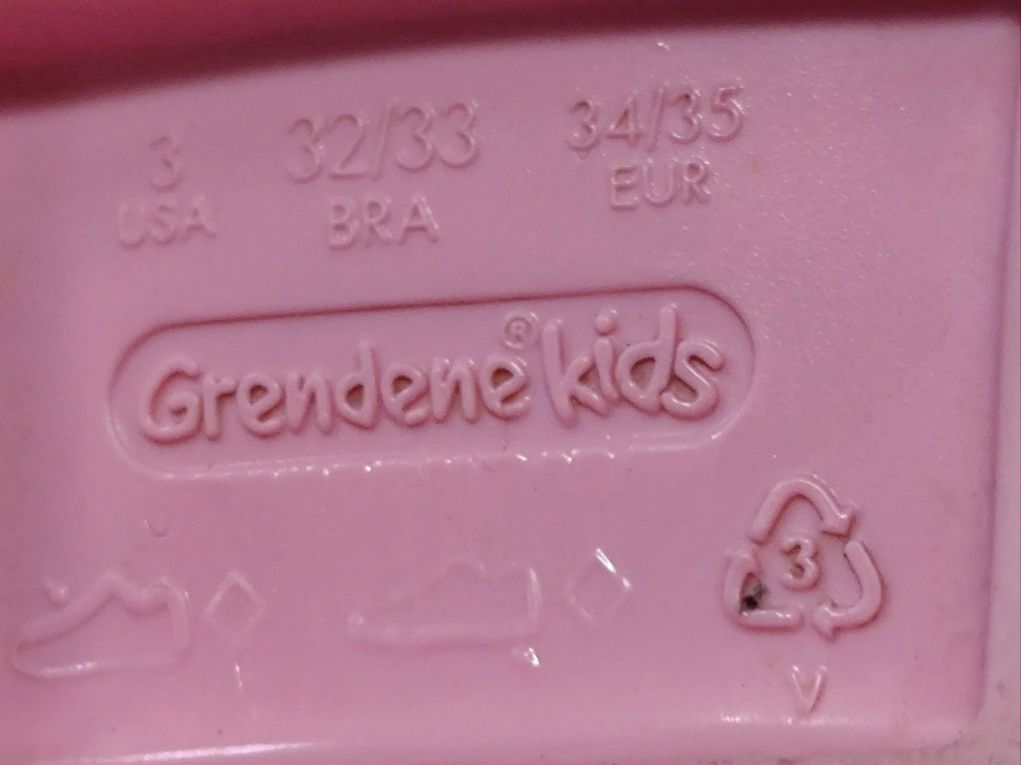 3 32/33 34/35
USA BRA EUR
Grendene® kids
3
V